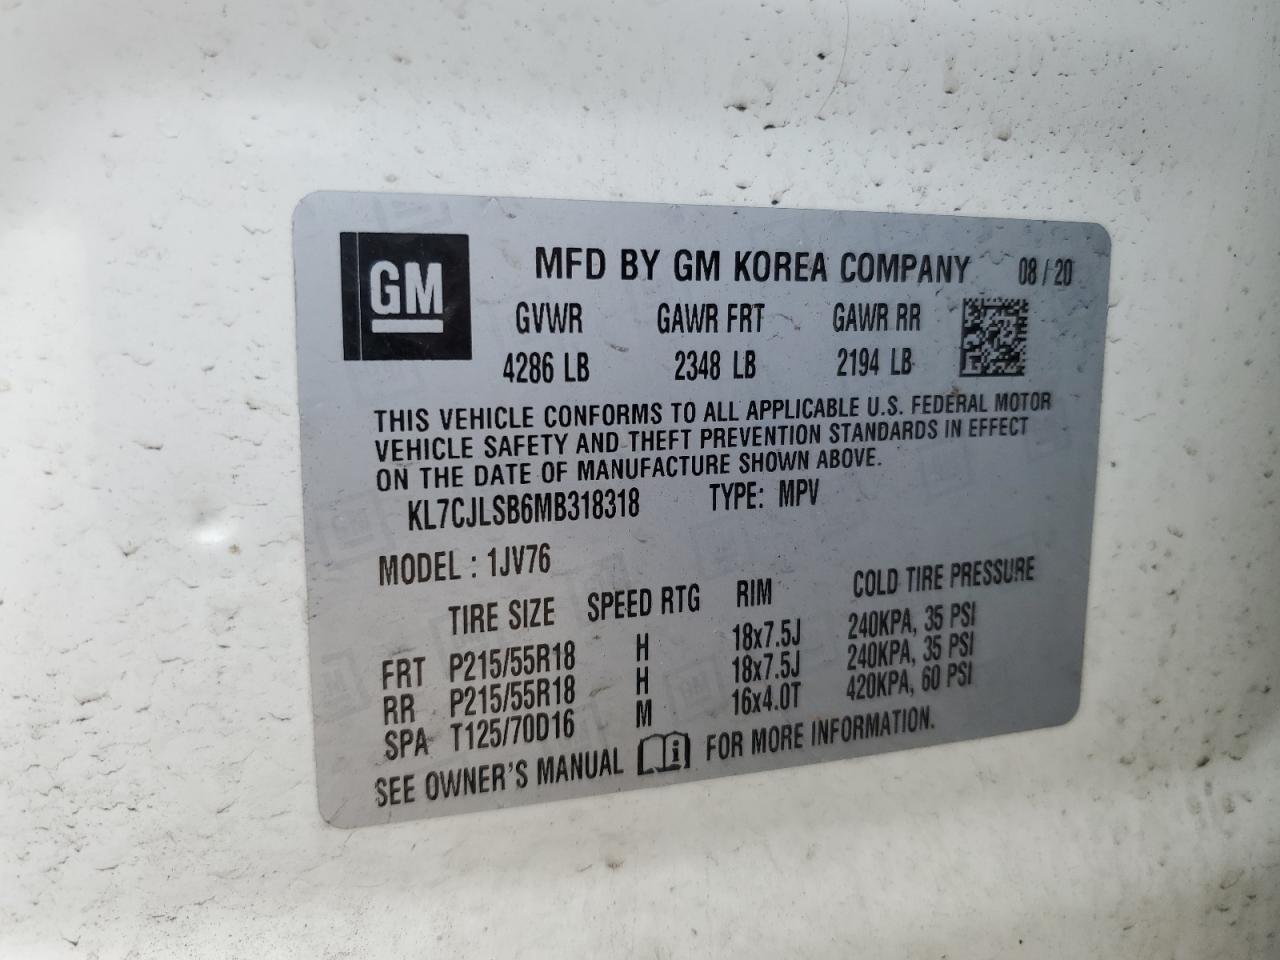 GM
MFD BY GM KOREA COMPANY 08 / 20
GVWR GAWR FRT GAWR RR
4286 LB 2348 LB 2194 LB
THIS VEHICLE CONFORMS TO ALL APPLICABLE U.S. FEDERAL MOTOR
VEHICLE SAFETY AND THEFT PREVENTION STANDARDS IN EFFECT
ON THE DATE OF MANUFACTURE SHOWN ABOVE.
KL7CJLSB6MB318318 TYPE: MPV
MODEL : 1JV76
TIRE SIZE SPEED RTG RIM COLD TIRE PRESSURE
FRT P215/55R18 H 18x7.5J 240KPA, 35 PSI
RR P215/55R18 H 18x7.5J 240KPA, 35 PSI
SPA T125/70D16 M 16x4.0T 420KPA, 60 PSI
SEE OWNER'S MANUAL i FOR MORE INFORMATION.